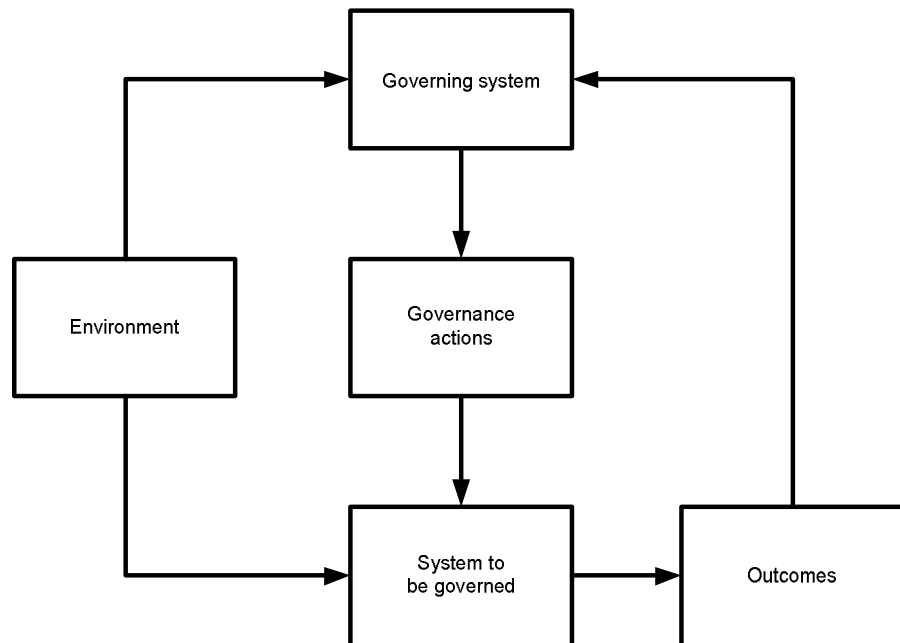 Governing system
Environment
Governance
actions
System to
be governed
Outcomes